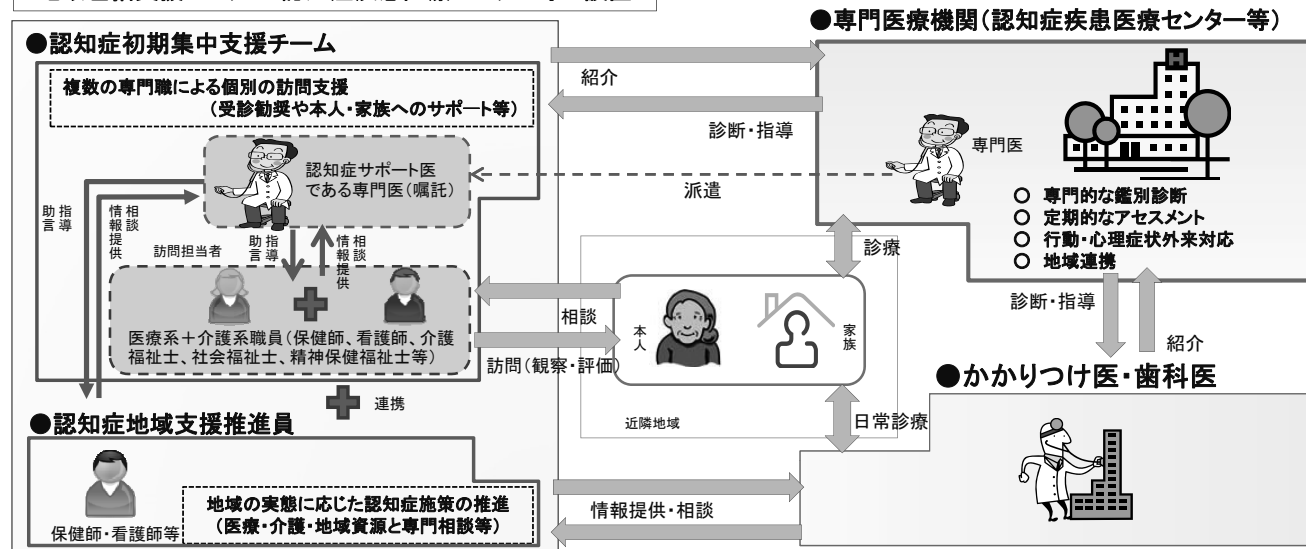 ●認知症初期集中支援チーム
複数の専門職による個別の訪問支援
（受診勧奨や本人・家族へのサポート等）
認知症サポート医
である専門医（嘱託）
指導
助言
相談
情報提供
訪問担当者
指導
助言
相談
情報提供
医療系＋介護系職員（保健師、看護師、介護
福祉士、社会福祉士、精神保健福祉士等）
連携
●認知症地域支援推進員
保健師・看護師等
地域の実態に応じた認知症施策の推進
（医療・介護・地域資源と専門相談等）
紹介
診断・指導
派遣
相談
訪問（観察・評価）
本人
家族
近隣地域
診療
日常診療
情報提供・相談
●専門医療機関（認知症疾患医療センター等）
専門医
H
○ 専門的な鑑別診断
○ 定期的なアセスメント
○ 行動・心理症状外来対応
○ 地域連携
診断・指導
紹介
●かかりつけ医・歯科医